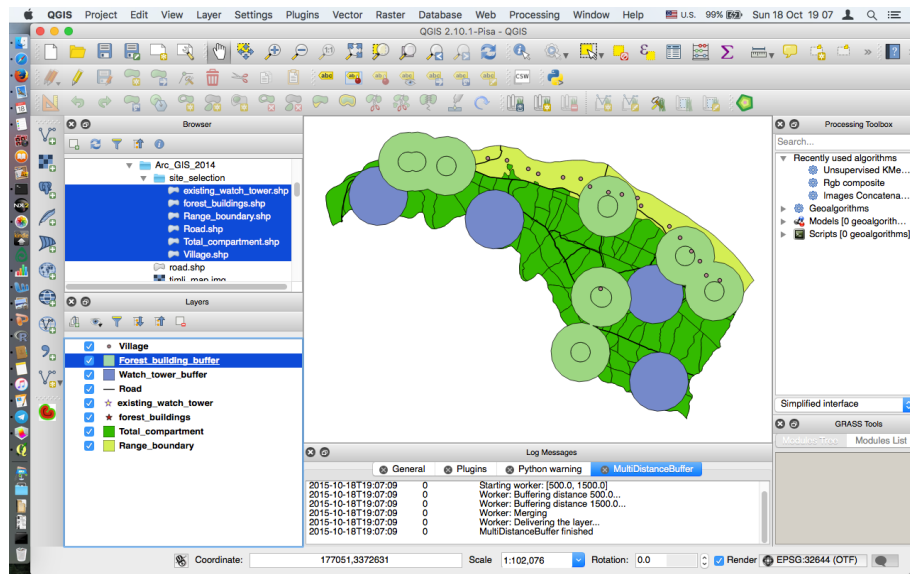 QGIS Project Edit View Layer Settings Plugins Vector Raster Database Web Processing Window Help U.S. 99% Sun 18 Oct 19 07
QGIS 2.10.1-Pisa - QGIS
Browser
Arc_GIS_2014
site_selection
existing_watch_tower.shp
forest_buildings.shp
Range_boundary.shp
Road.shp
Total_compartment.shp
Village.shp
road.shp
timli_map.img
Layers
Village
Forest_building_buffer
Watch_tower_buffer
Road
existing_watch_tower
forest_buildings
Total_compartment
Range_boundary
Processing Toolbox
Search...
Recently used algorithms
Unsupervised KMe...
Rgb composite
Images Concatena...
Geoalgorithms
Models [0 geoalgorith...
Scripts [0 geoalgorithms]
Simplified interface
GRASS Tools
Modules Tree Modules List
Log Messages
General Plugins Python warning MultiDistanceBuffer
2015-10-18T19:07:09 0 Starting worker: [500.0, 1500.0]
2015-10-18T19:07:09 0 Worker: Buffering distance 500.0...
2015-10-18T19:07:09 0 Worker: Buffering distance 1500.0...
2015-10-18T19:07:09 0 Worker: Merging
2015-10-18T19:07:09 0 Worker: Delivering the layer...
2015-10-18T19:07:09 0 MultiDistanceBuffer finished
Coordinate: 177051,3372631 Scale 1:102,076 Rotation: 0.0 Render EPSG:32644 (OTF)